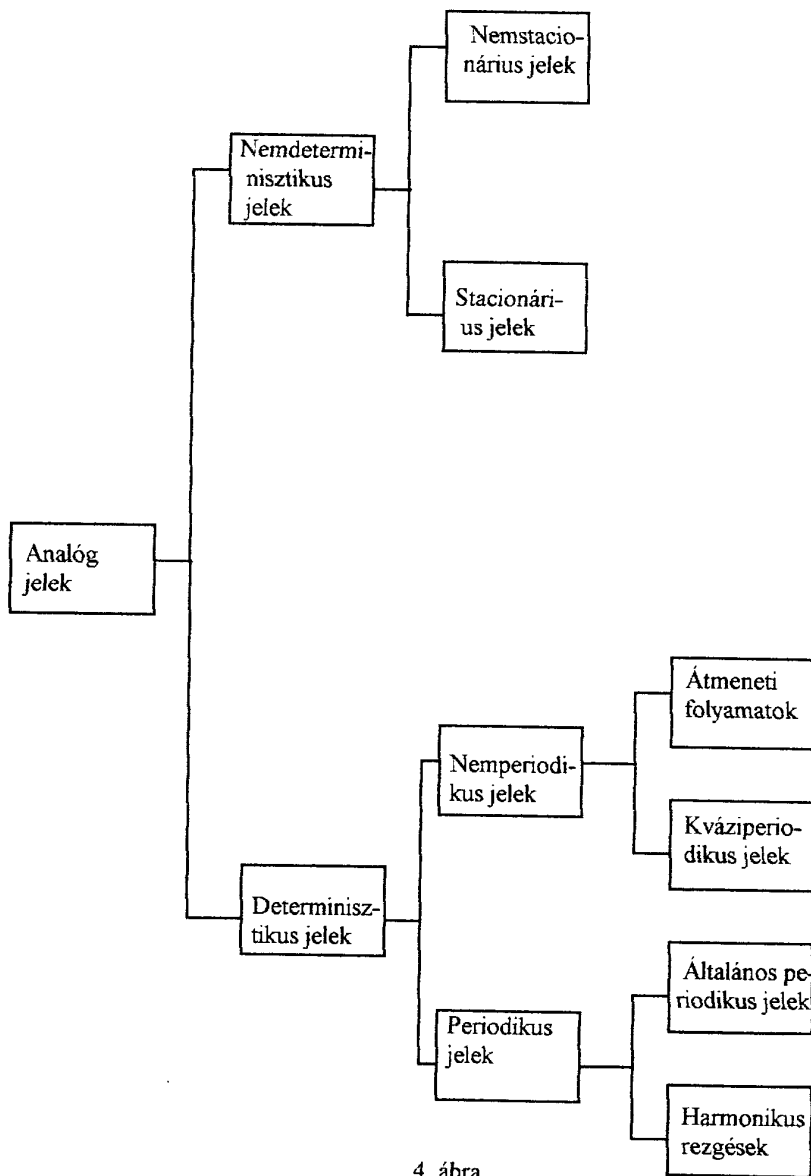 Nemstacio-
nárius jelek
Nemdetermi-
nisztikus
jelek
Stacionári-
us jelek
Analóg
jelek
Átmeneti
folyamatok
Nemperiodi-
kus jelek
Kváziperio-
dikus jelek
Determinisz-
tikus jelek
Általános pe-
riodikus jelek
Periodikus
jelek
Harmonikus
rezgések
4. ábra